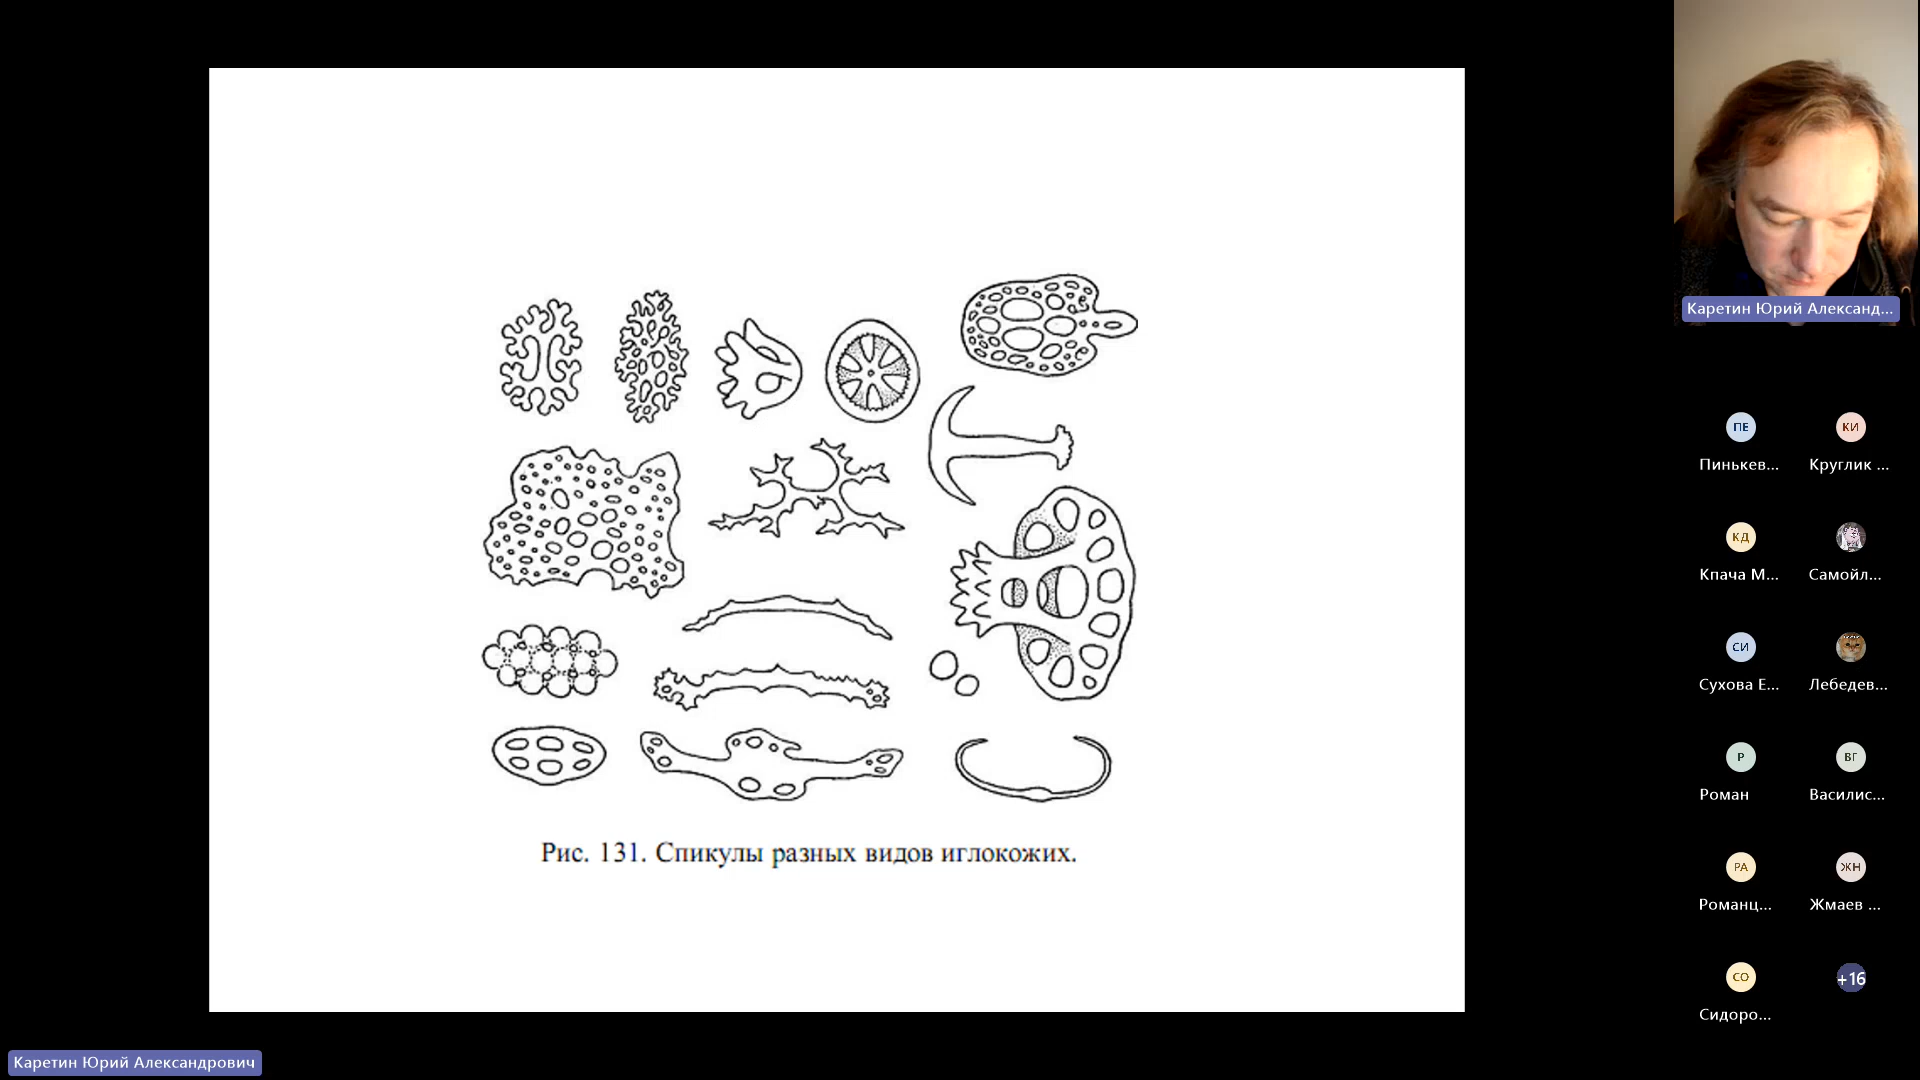 Каретин Юрий Александ...
ПЕ
КИ
Пинькев...
Круглик ...
КД
Кпача М...
Самойл...
СИ
Сухова Е...
Лебедев...
Р
ВГ
Роман
Василис...
РА
ЖН
Романц...
Жмаев ...
СО
+16
Сидоро...
Рис. 131. Спикулы разных видов иглокожих.
Каретин Юрий Александрович